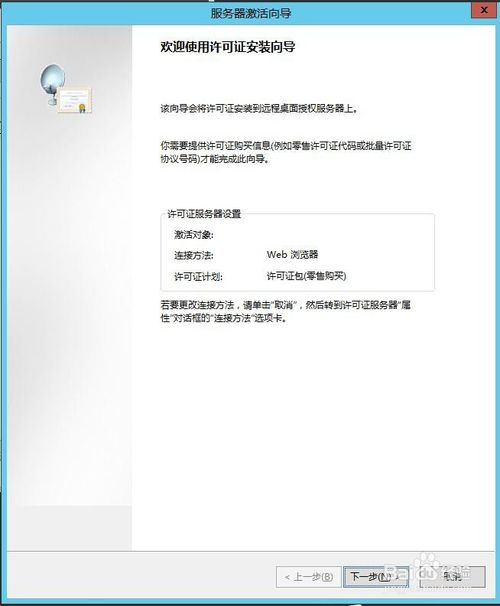 服务器激活向导
x
欢迎使用许可证安装向导
该向导会将许可证安装到远程桌面授权服务器上。
你需要提供许可证购买信息(例如零售许可证代码或批量许可证
协议号码)才能完成此向导。
许可证服务器设置
激活对象:
连接方法: Web 浏览器
许可证计划: 许可证包(零售购买)
若要更改连接方法，请单击"取消"，然后转到许可证服务器"属
性"对话框的"连接方法"选项卡。
< 上一步(B) 下一步(N) > 取消
Baidu 经验